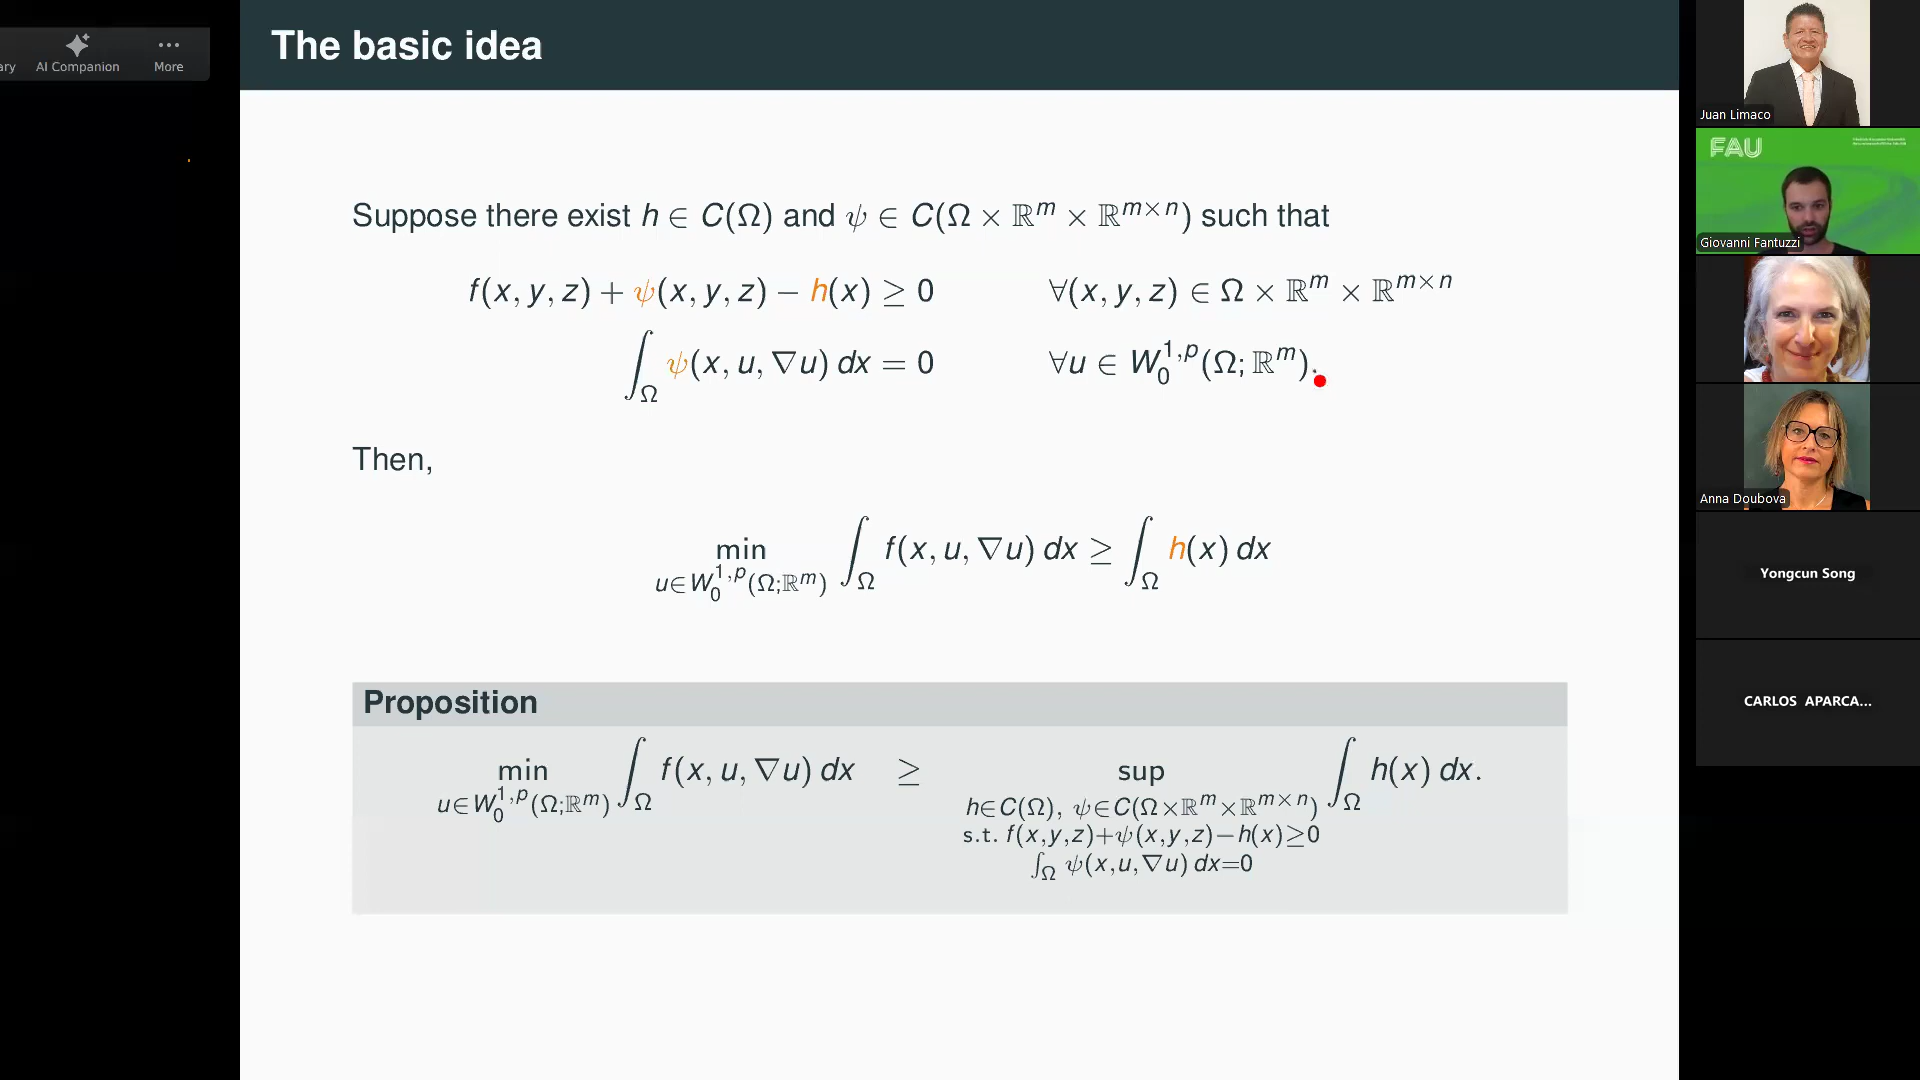 ary
AI Companion
More
The basic idea
Suppose there exist h ∈ C(Ω) and ψ ∈ C(Ω × ℝ^m × ℝ^{m×n}) such that
f(x, y, z) + ψ(x, y, z) − h(x) ≥ 0 ∀(x, y, z) ∈ Ω × ℝ^m × ℝ^{m×n}
∫_Ω ψ(x, u, ∇u) dx = 0 ∀u ∈ W_0^{1,p}(Ω; ℝ^m).
Then,
min_{u∈W_0^{1,p}(Ω;ℝ^m)} ∫_Ω f(x, u, ∇u) dx ≥ ∫_Ω h(x) dx
Proposition
min_{u∈W_0^{1,p}(Ω;ℝ^m)} ∫_Ω f(x, u, ∇u) dx ≥ sup ∫_Ω h(x) dx.
h∈C(Ω), ψ∈C(Ω×ℝ^m×ℝ^{m×n})
s.t. f(x,y,z)+ψ(x,y,z)−h(x)≥0
∫_Ω ψ(x,u,∇u) dx=0
Juan Limaco
FAU
Giovanni Fantuzzi
Anna Doubova
Yongcun Song
CARLOS APARCA...